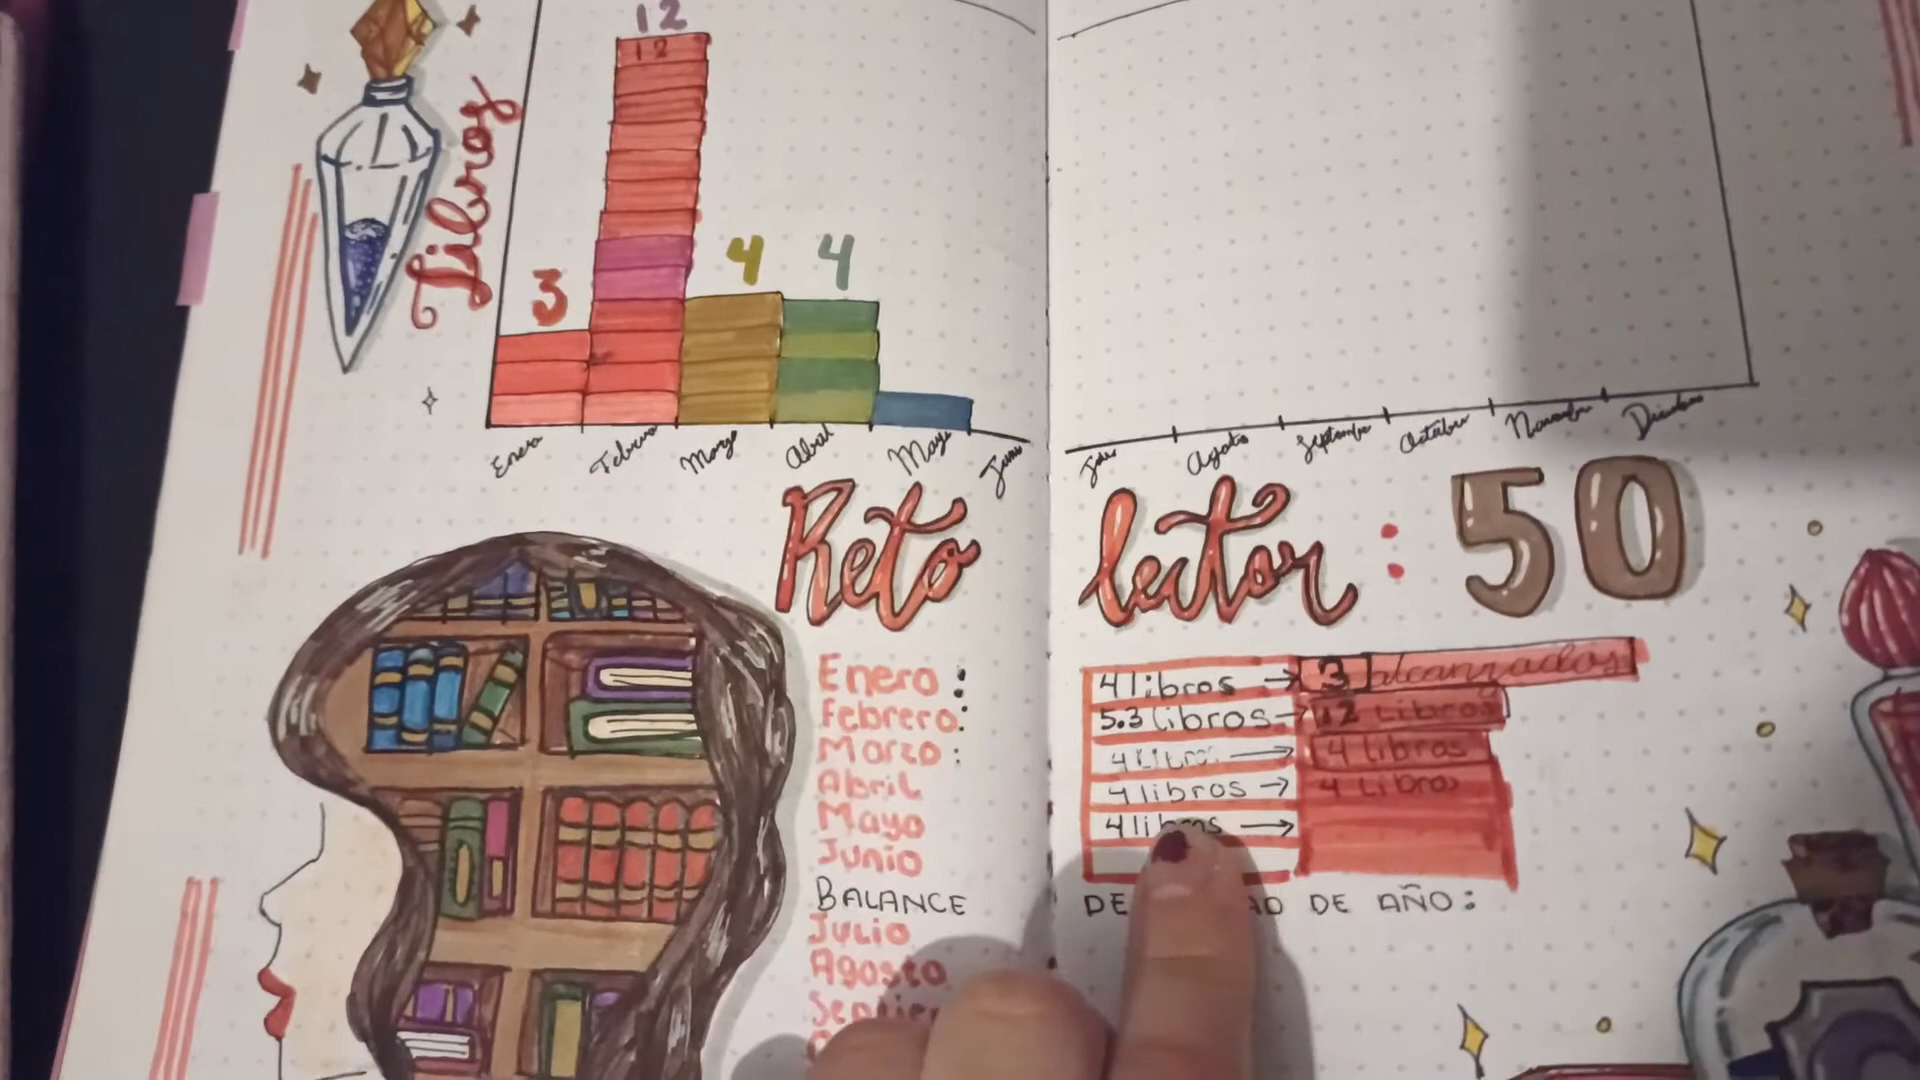 12
12
Libros
3
4
4
Enero Febrero Marzo Abril Mayo Junio
Julio Agosto Septiembre Octubre Noviembre Diciembre
Reto lector : 50
Enero : 4 libros → 3 alcanzados
Febrero: 5.3 Libros → 12 Libros
Marzo : 4 Libros → 4 libros
Abril 4 libros → 4 Libros
Mayo 4 libros →
Junio
BALANCE DE DE AÑO:
Julio
Agosto